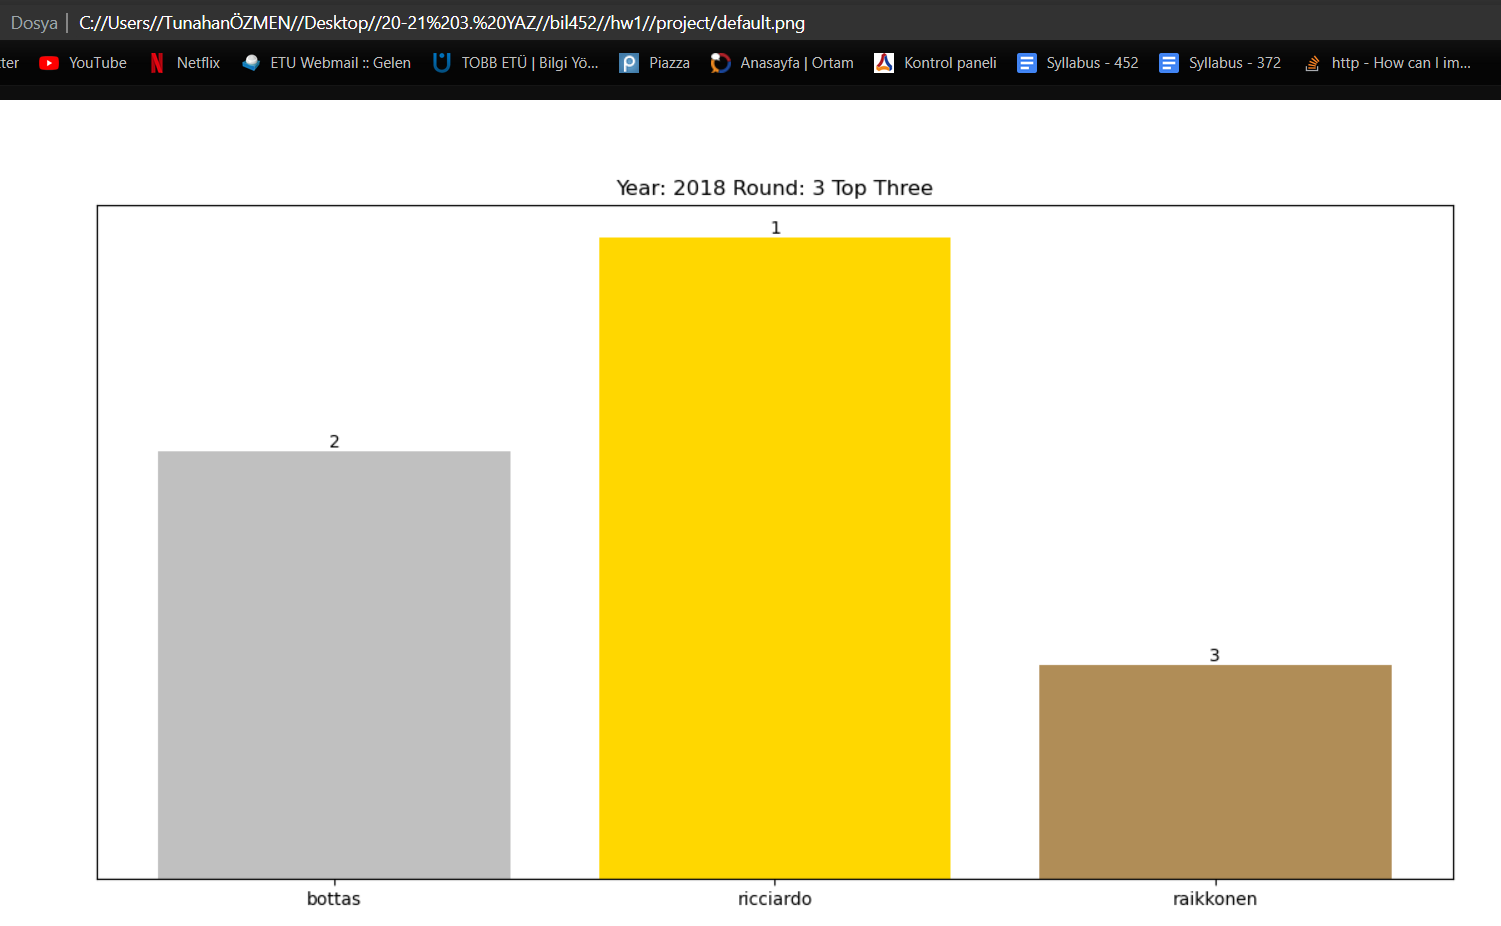 Dosya | C://Users//TunahanÖZMEN//Desktop//20-21%203.%20YAZ//bil452//hw1//project/default.png
ter YouTube Netflix ETU Webmail :: Gelen TOBB ETÜ | Bilgi Yö... Piazza Anasayfa | Ortam Kontrol paneli Syllabus - 452 Syllabus - 372 http - How can I im...
Year: 2018 Round: 3 Top Three
1
2
3
bottas ricciardo raikkonen